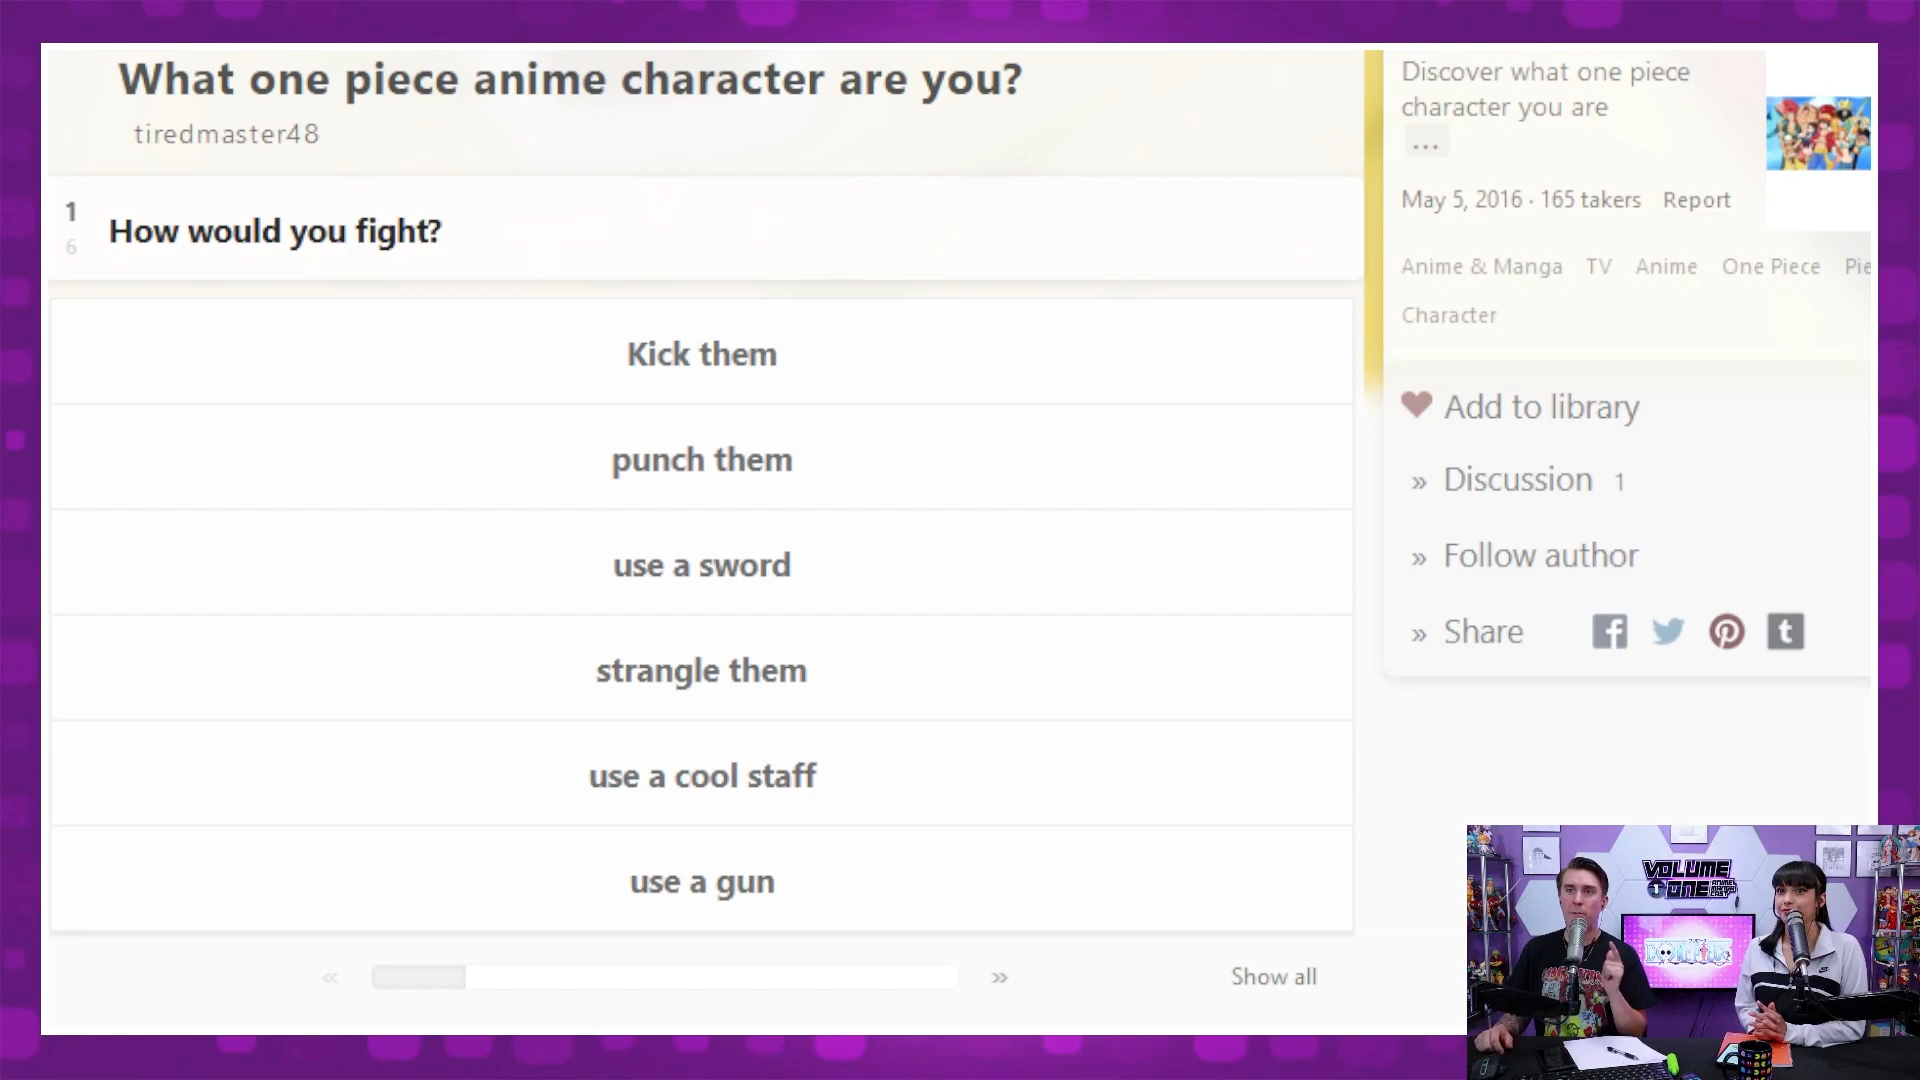 What one piece anime character are you?
tiredmaster48
1
6
How would you fight?
Kick them
punch them
use a sword
strangle them
use a cool staff
use a gun
«
»
Show all
Discover what one piece
character you are
...
May 5, 2016 · 165 takers Report
Anime & Manga TV Anime One Piece Pie
Character
Add to library
» Discussion 1
» Follow author
» Share
VOLUME
ONE